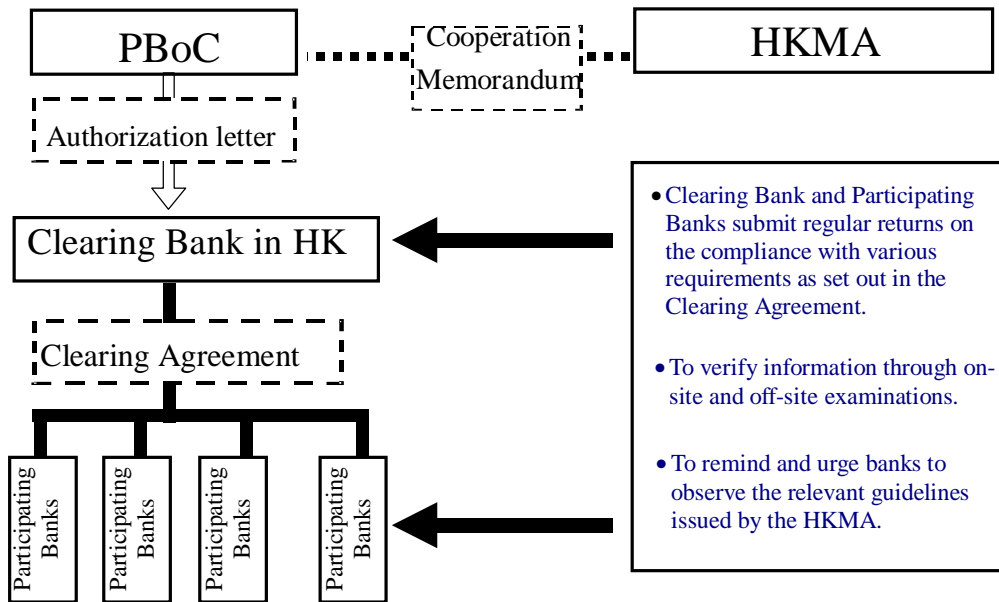 PBoC
Cooperation
Memorandum
HKMA
Authorization letter
Clearing Bank in HK
Clearing Agreement
Participating
Banks
Participating
Banks
Participating
Banks
Participating
Banks
• Clearing Bank and Participating
Banks submit regular returns on
the compliance with various
requirements as set out in the
Clearing Agreement.
• To verify information through on-
site and off-site examinations.
• To remind and urge banks to
observe the relevant guidelines
issued by the HKMA.